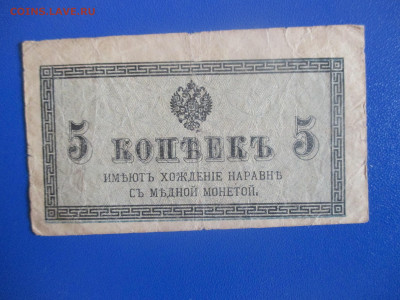 COINS.LAVE.RU
5 КОПѢЕКЪ 5
ИМѢЮТЪ ХОЖДЕНІЕ НАРАВНѢ
СЪ МѢДНОЙ МОНЕТОЙ.